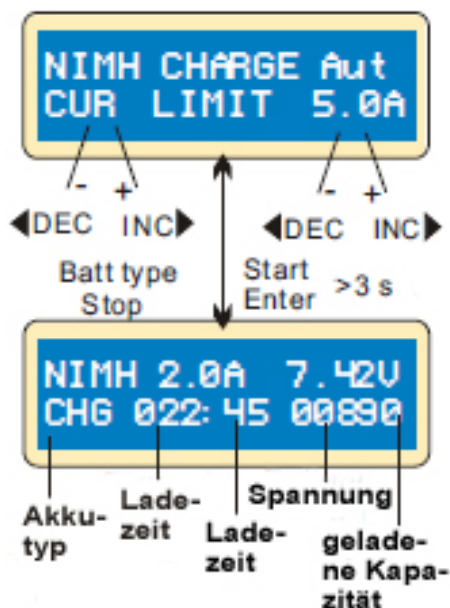 NIMH CHARGE Aut
CUR LIMIT 5.0A
- + - +
◀DEC INC▶ ◀DEC INC▶
Batt type
Stop
Start
Enter >3 s
NIMH 2.0A 7.42V
CHG 022:45 00890
Akku-
typ
Lade-
zeit
Lade-
zeit
Spannung
gelade-
ne Kapa-
zität